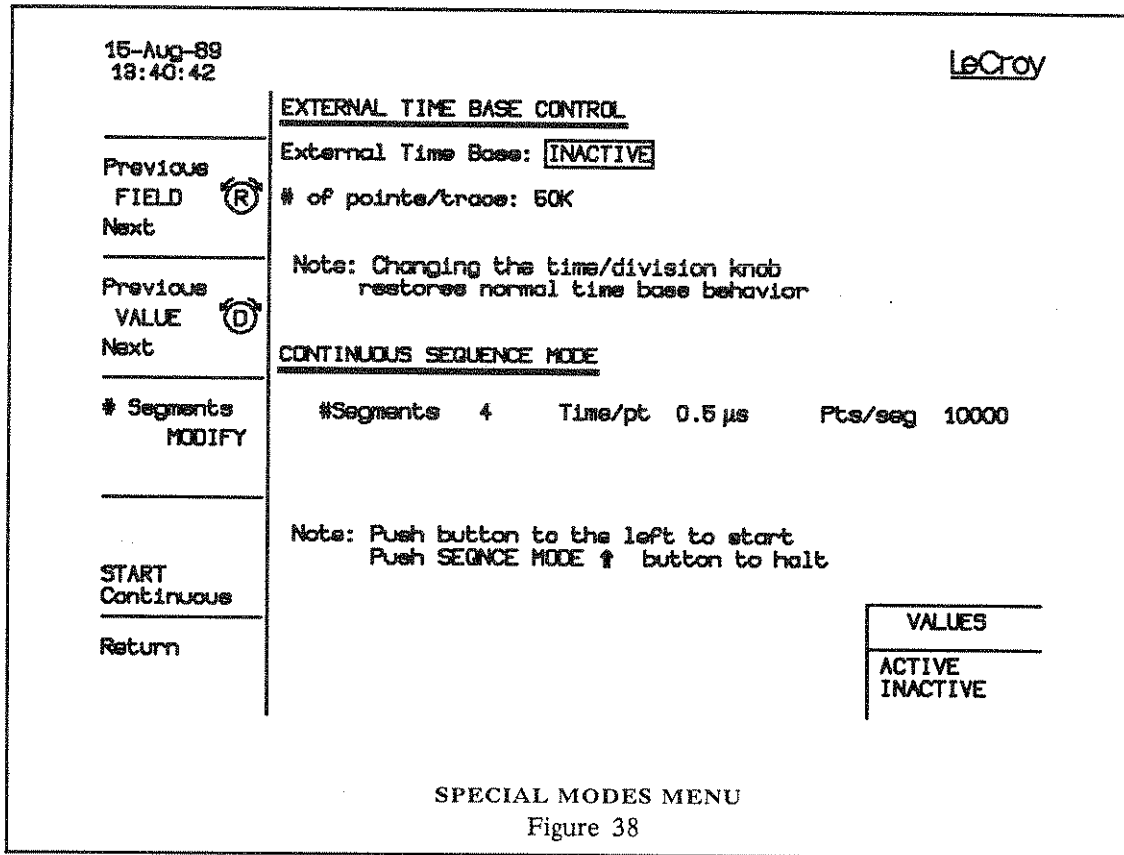 15-Aug-89
13:40:42
LeCroy
EXTERNAL TIME BASE CONTROL
Previous
FIELD R
Next
External Time Base: INACTIVE
# of points/trace: 50K
Note: Changing the time/division knob
restores normal time base behavior
Previous
VALUE D
Next
CONTINUOUS SEQUENCE MODE
# Segments
MODIFY
#Segments 4 Time/pt 0.5 µs Pts/seg 10000
Note: Push button to the left to start
Push SEQNCE MODE ⬆ button to halt
START
Continuous
Return
VALUES
ACTIVE
INACTIVE
SPECIAL MODES MENU
Figure 38